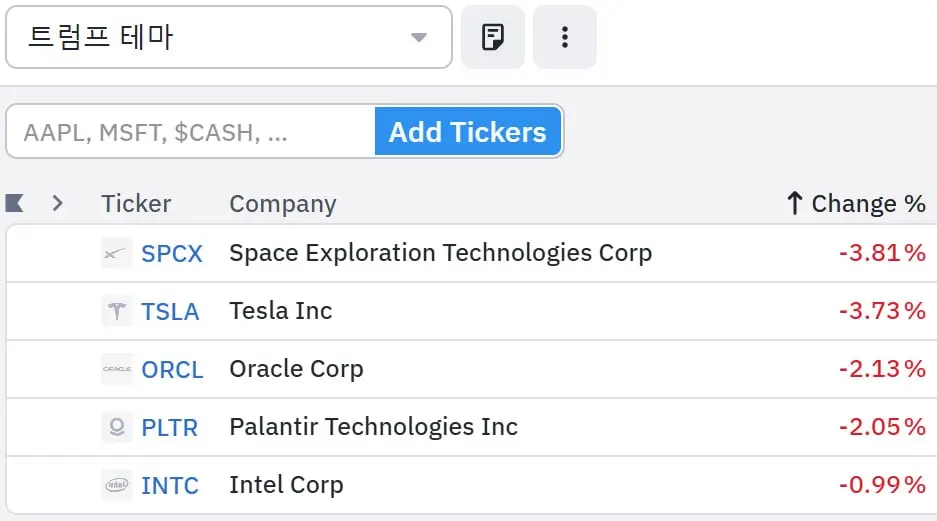 트럼프 테마
AAPL, MSFT, $CASH, ... Add Tickers
Ticker Company ↑ Change %
SPCX Space Exploration Technologies Corp -3.81%
TSLA Tesla Inc -3.73%
ORACLE ORCL Oracle Corp -2.13%
PLTR Palantir Technologies Inc -2.05%
intel INTC Intel Corp -0.99%